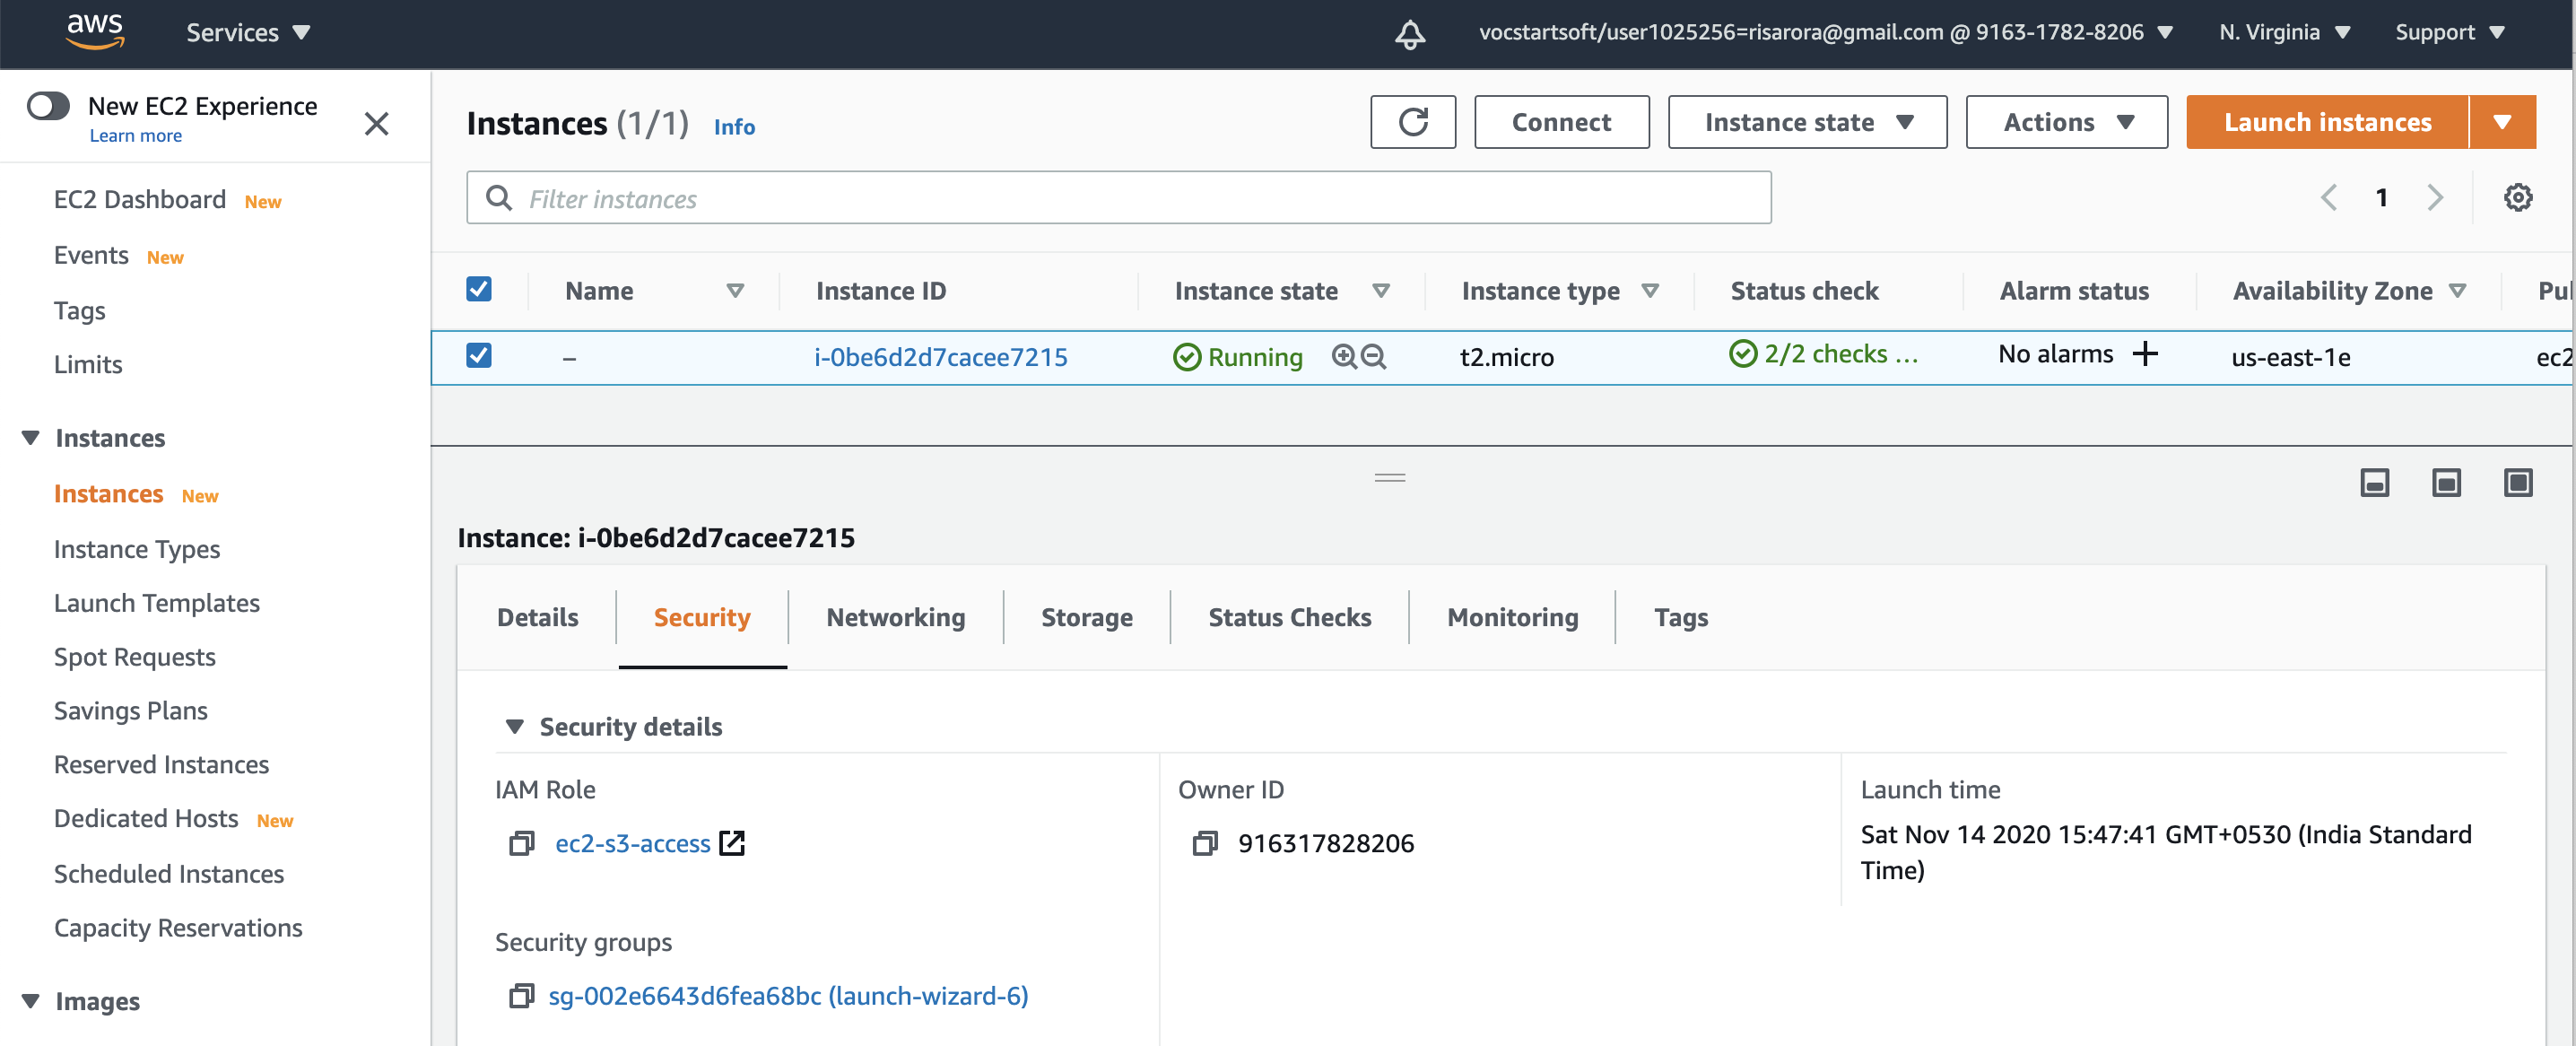 aws Services vocstartsoft/user1025256=risarora@gmail.com @ 9163-1782-8206 N. Virginia Support
New EC2 Experience
Learn more
EC2 Dashboard New
Events New
Tags
Limits
Instances
Instances New
Instance Types
Launch Templates
Spot Requests
Savings Plans
Reserved Instances
Dedicated Hosts New
Scheduled Instances
Capacity Reservations
Images
Instances (1/1) Info Connect Instance state Actions Launch instances
Filter instances 1
Name Instance ID Instance state Instance type Status check Alarm status Availability Zone Pul
– i-0be6d2d7cacee7215 Running t2.micro 2/2 checks ... No alarms us-east-1e ec2
Instance: i-0be6d2d7cacee7215
Details Security Networking Storage Status Checks Monitoring Tags
Security details
IAM Role
ec2-s3-access
Owner ID
916317828206
Launch time
Sat Nov 14 2020 15:47:41 GMT+0530 (India Standard
Time)
Security groups
sg-002e6643d6fea68bc (launch-wizard-6)